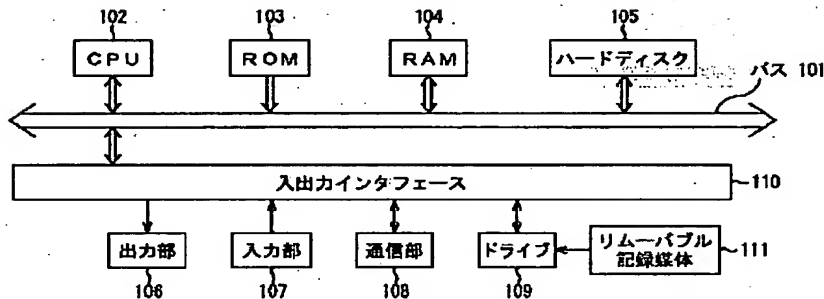 102
103
104
105
CPU
ROM
RAM
ハードディスク
バス 101
入出力インタフェース
110
出力部
入力部
通信部
ドライブ
リムーバブル
記録媒体
111
106
107
108
109